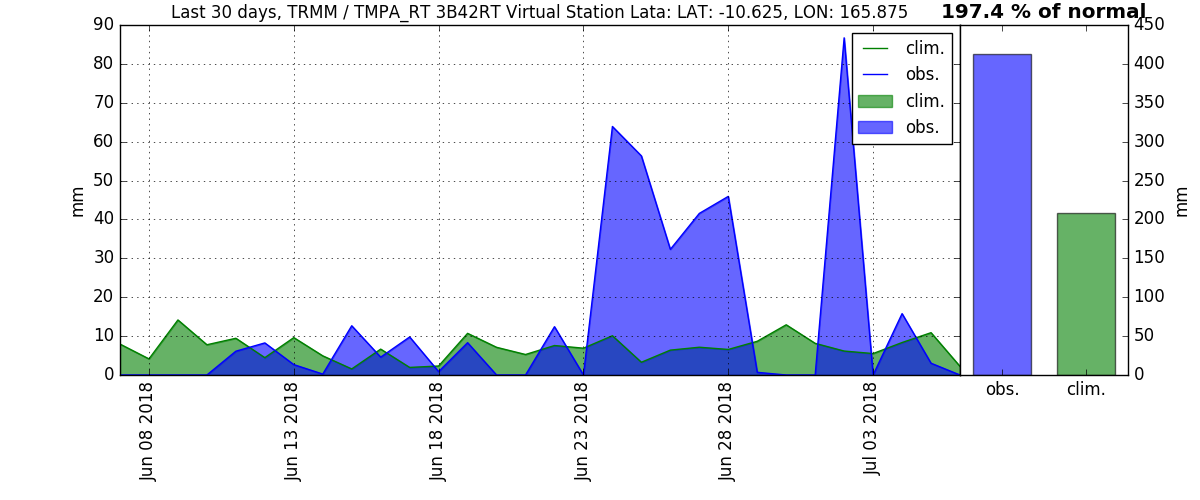 Last 30 days, TRMM / TMPA_RT 3B42RT Virtual Station Lata: LAT: -10.625, LON: 165.875
197.4 % of normal
90
80
70
60
50
40
30
20
10
0
mm
clim.
obs.
clim.
obs.
450
400
350
300
250
200
150
100
50
0
mm
obs.
clim.
Jun 08 2018
Jun 13 2018
Jun 18 2018
Jun 23 2018
Jun 28 2018
Jul 03 2018